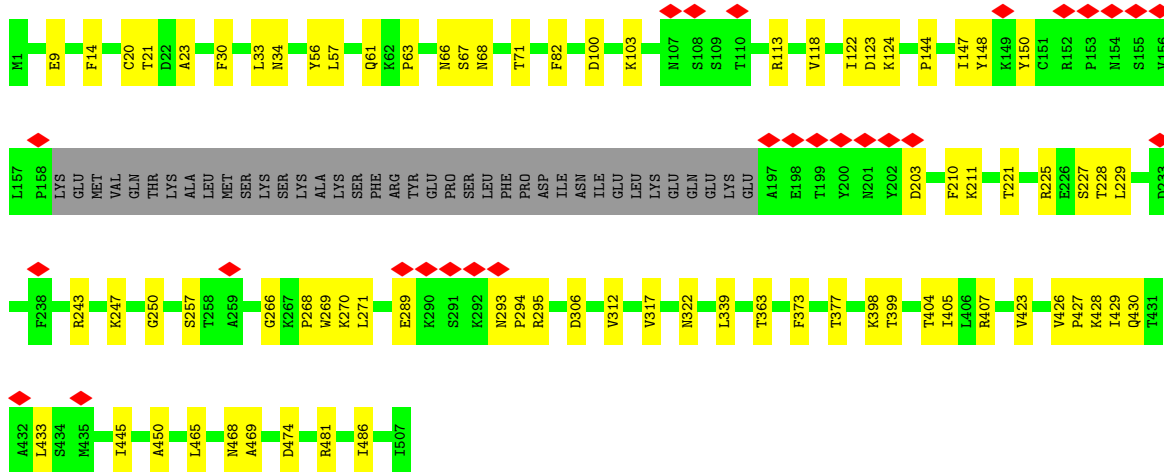 M1 E9 F14 C20 T21 D22 A23 F30 L33 N34 Y56 L57 Q61 K62 P63 N66 S67 N68 T71 F82 D100 K103 N107 S108 S109 T110 R113 V118 I122 D123 K124 P144 I147 Y148 K149 Y150 C151 R152 P153 N154 S155 V156
L157 P158 LYS GLU MET VAL GLN THR LYS ALA LEU MET SER LYS SER LYS ALA LYS SER PHE ARG TYR GLU PRO SER LEU PHE PRO ASP ILE ASN ILE GLU LEU LYS GLU GLN GLU LYS GLU A197 E198 T199 Y200 N201 Y202 D203 F210 K211 T221 R225 E226 S227 T228 L229
F238 R243 K247 G250 S257 T258 A259 G266 K267 P268 W269 K270 L271 E289 K290 S291 K292 N293 P294 R295 D306 V312 V317 N322 L339 T363 F373 T377 K398 T399 T404 I405 L406 R407 V423 V426 P427 K428 I429 Q430 T431
A432 L433 S434 M435 I445 A450 L465 N468 A469 D474 R481 I486 I507